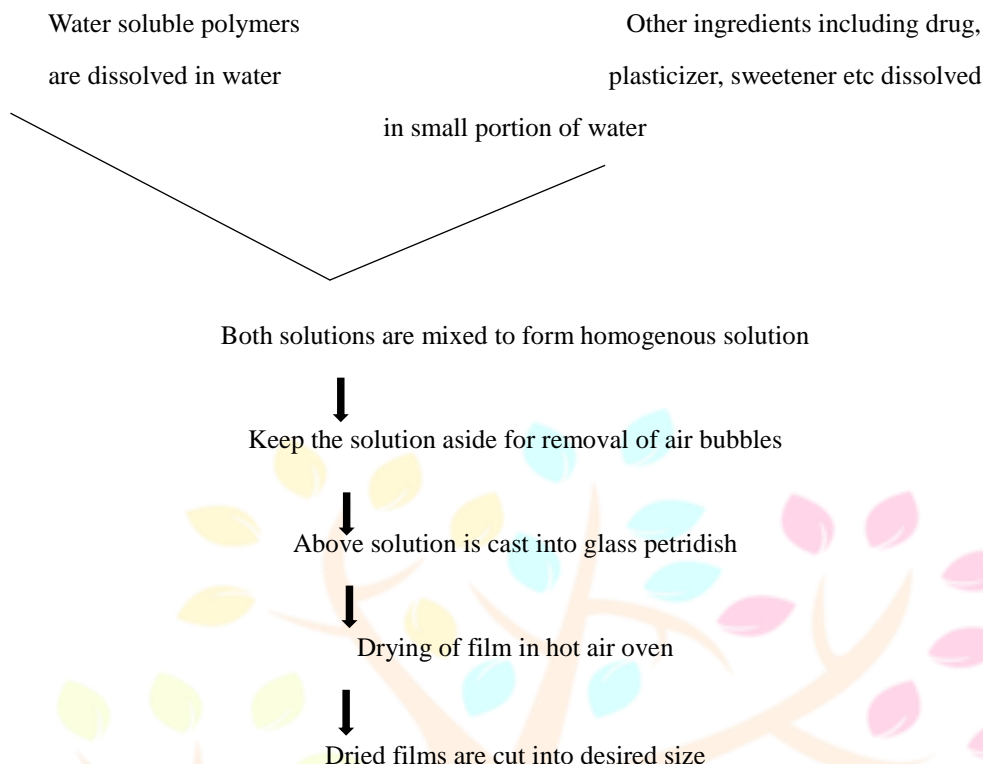 Water soluble polymers
are dissolved in water
Other ingredients including drug,
plasticizer, sweetener etc dissolved
in small portion of water
Both solutions are mixed to form homogenous solution
Keep the solution aside for removal of air bubbles
Above solution is cast into glass petridish
Drying of film in hot air oven
Dried films are cut into desired size